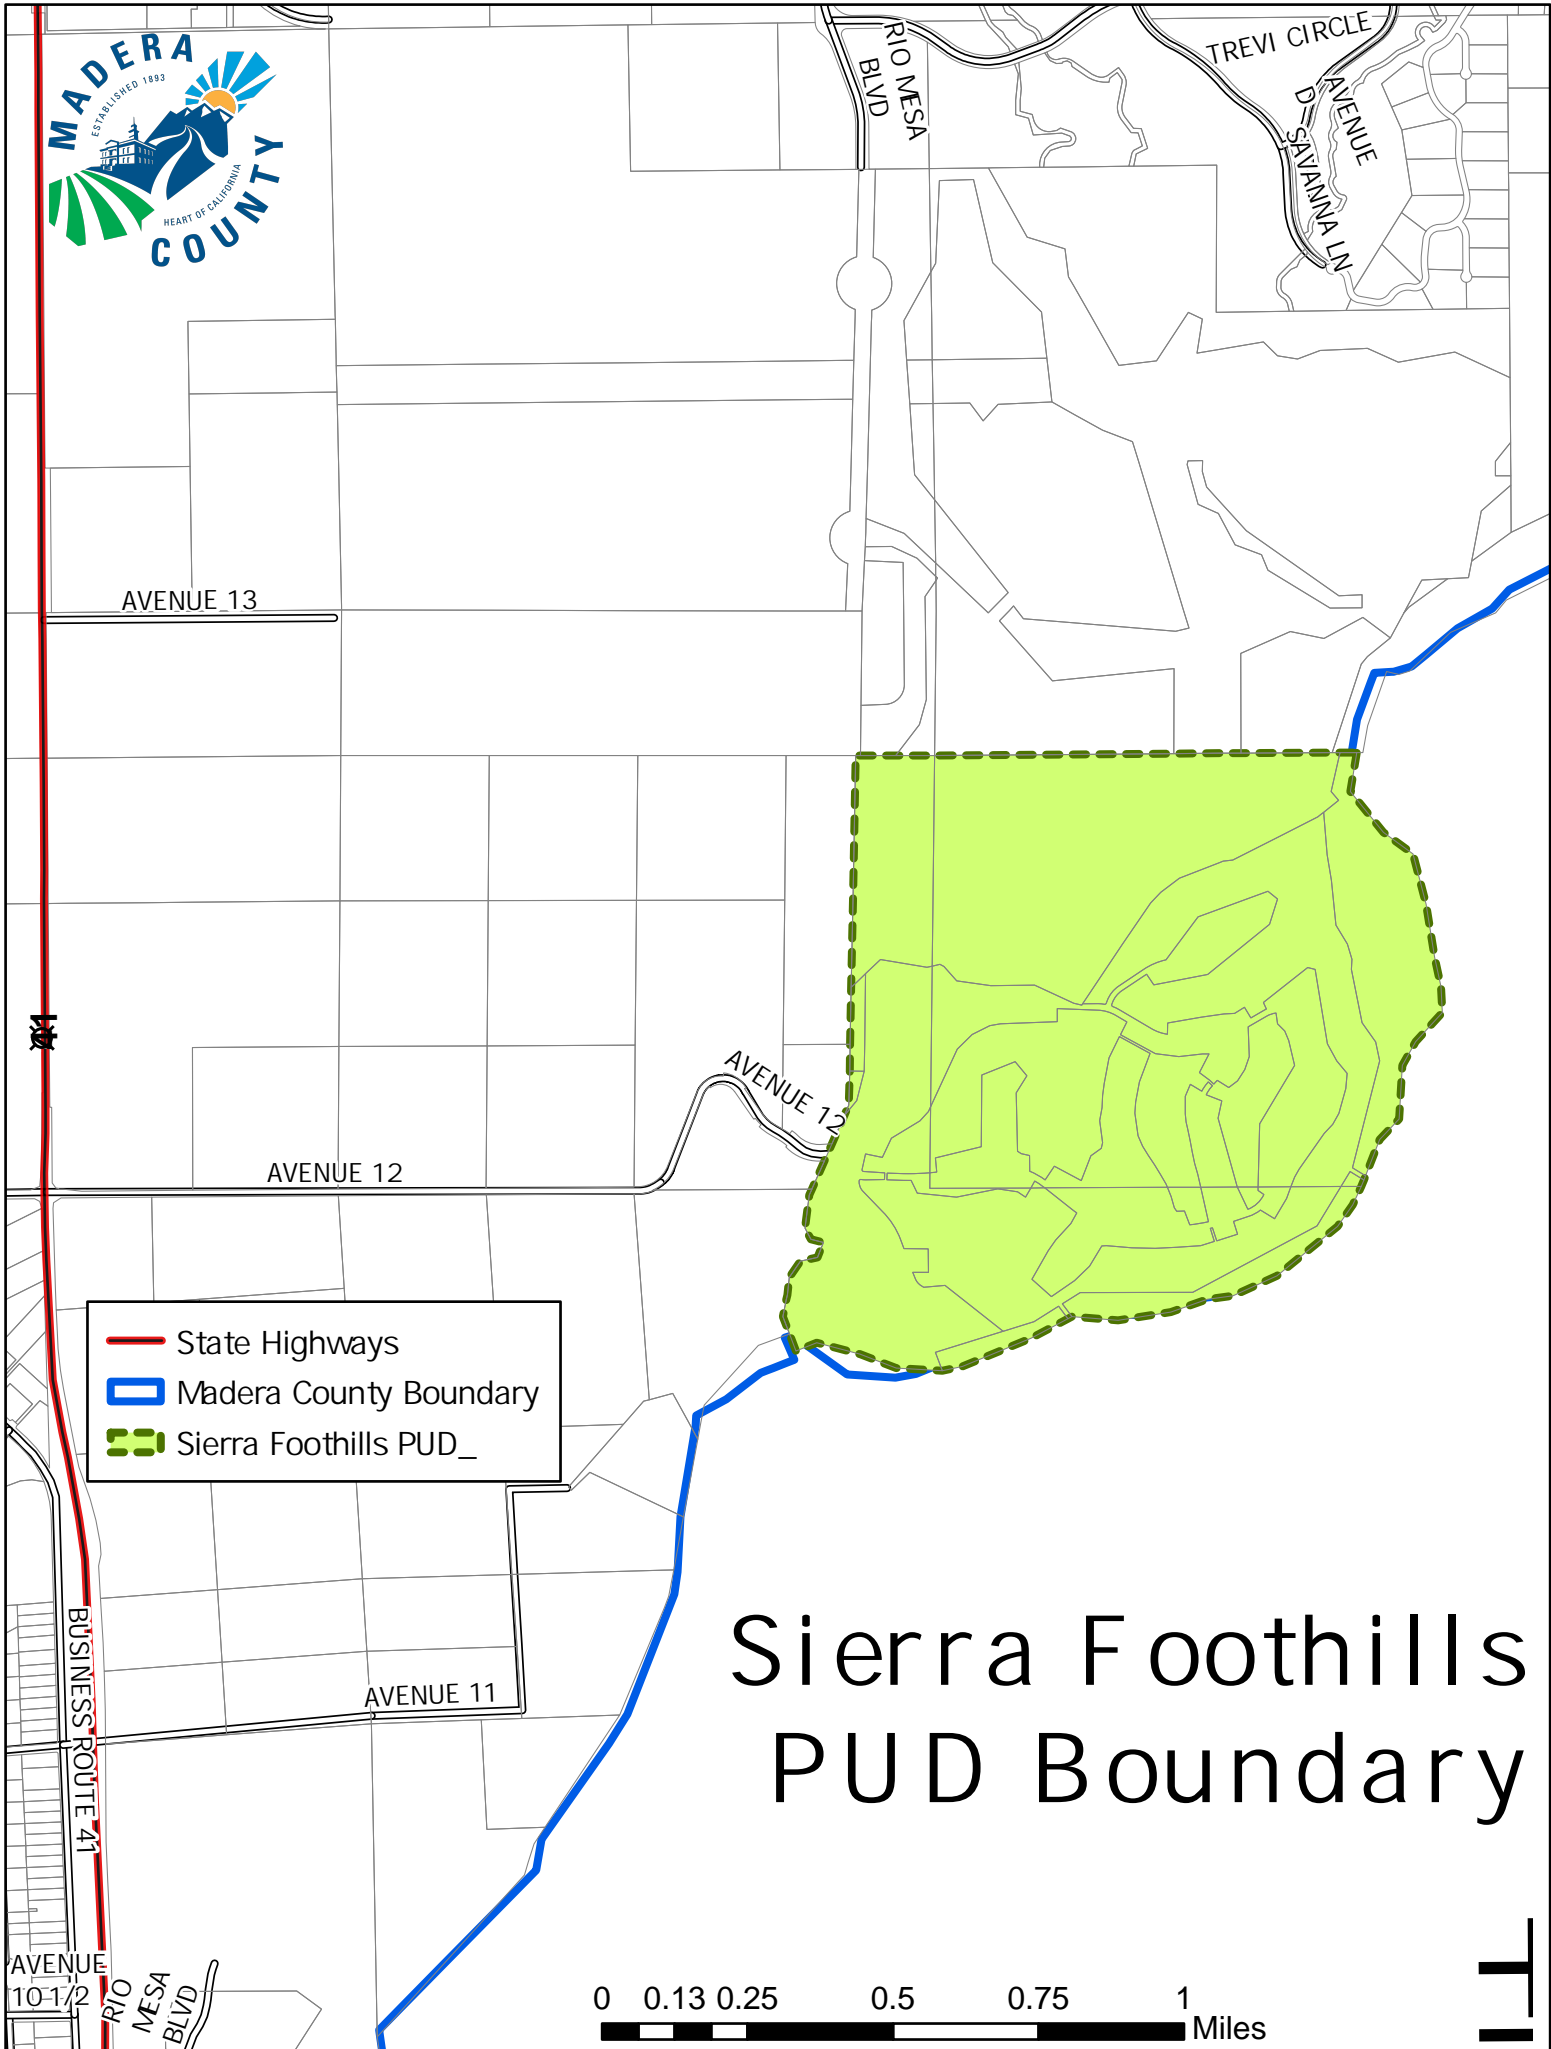 MADERA
ESTABLISHED 1893
HEART OF CALIFORNIA
COUNTY
RIO MESA
BLVD
TREVI CIRCLE
AVENUE
D
SAVANNA LN
AVENUE 13
41
AVENUE 12
AVENUE 12
State Highways
Madera County Boundary
Sierra Foothills PUD_
BUSINESS ROUTE 41
AVENUE 11
Sierra Foothills
PUD Boundary
AVENUE
10 1/2
RIO
MESA
BLVD
0 0.13 0.25 0.5 0.75 1
Miles